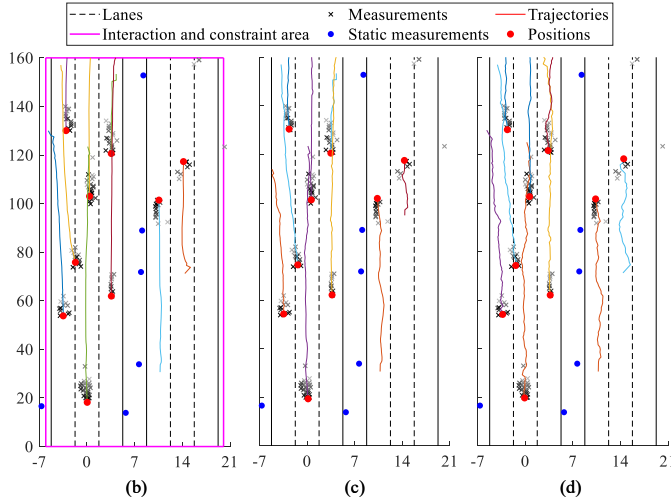 Lanes × Measurements Trajectories
Interaction and constraint area Static measurements Positions
160
140
120
100
80
60
40
20
0
-7 0 14 21 -7 0 7 14 21 -7 0 7 14 21
(b) (c) (d)